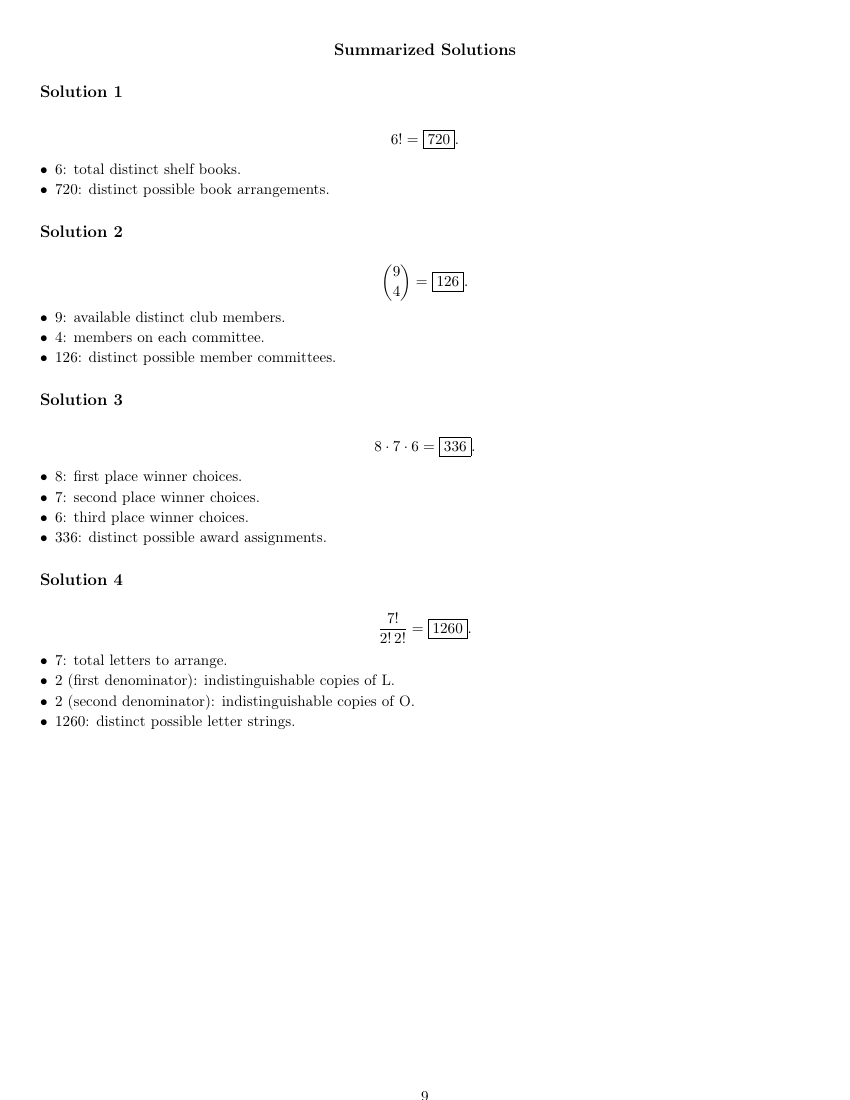 Summarized Solutions
Solution 1
6! = 720.
• 6: total distinct shelf books.
• 720: distinct possible book arrangements.
Solution 2
\binom{9}{4} = 126.
• 9: available distinct club members.
• 4: members on each committee.
• 126: distinct possible member committees.
Solution 3
8 · 7 · 6 = 336.
• 8: first place winner choices.
• 7: second place winner choices.
• 6: third place winner choices.
• 336: distinct possible award assignments.
Solution 4
\frac{7!}{2! 2!} = 1260.
• 7: total letters to arrange.
• 2 (first denominator): indistinguishable copies of L.
• 2 (second denominator): indistinguishable copies of O.
• 1260: distinct possible letter strings.
9